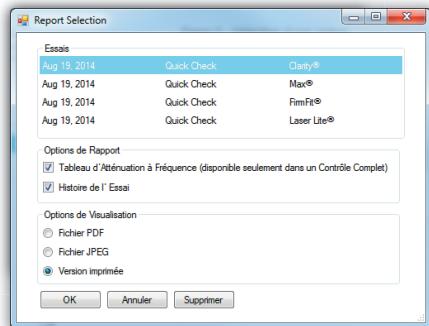 Report Selection
Essais
Aug 19, 2014 Quick Check Clarity®
Aug 19, 2014 Quick Check Max®
Aug 19, 2014 Quick Check FirmFit®
Aug 19, 2014 Quick Check Laser Lite®
Options de Rapport
Tableau d'Atténuation à Fréquence (disponible seulement dans un Contrôle Complet)
Histoire de l' Essai
Options de Visualisation
Fichier PDF
Fichier JPEG
Version imprimée
OK Annuler Supprimer